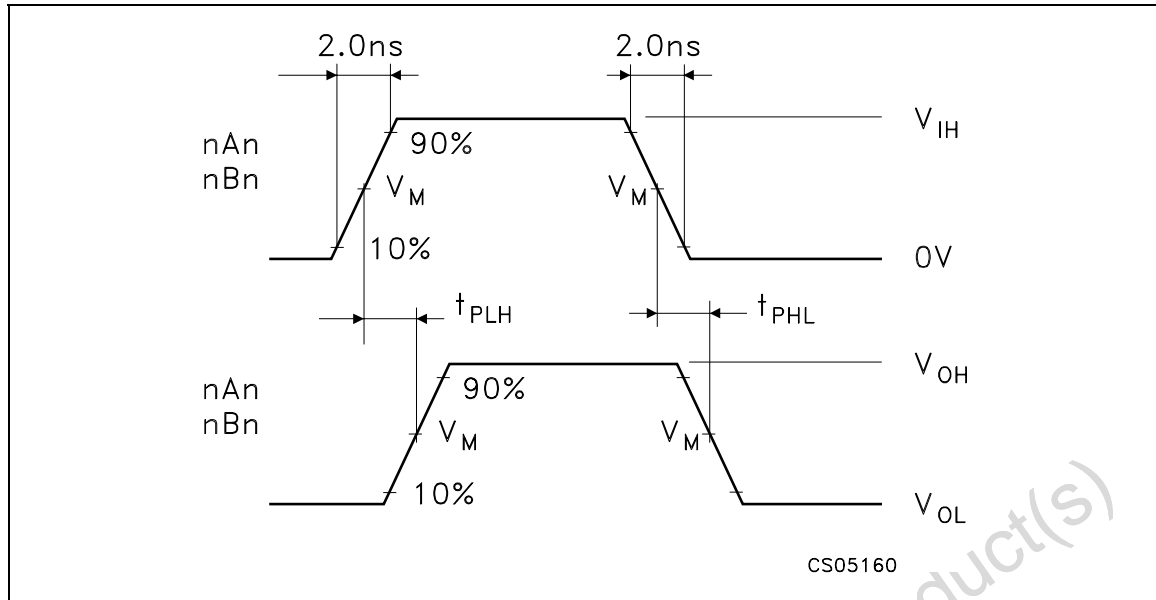 2.0ns 2.0ns
nAn
nBn
90%
V_M V_M
10%
V_IH
0V
t_PLH t_PHL
nAn
nBn
90%
V_M V_M
10%
V_OH
V_OL
CS05160
duct(s)